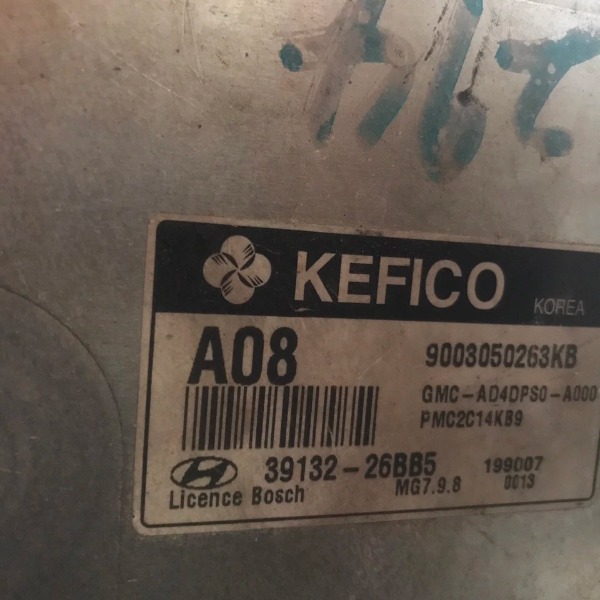 KEFICO KOREA
A08 9003050263KB
GMC-AD4DPS0-A000
PMC2C14KB9
39132-26BB5 199007
Licence Bosch MG7.9.8 0013